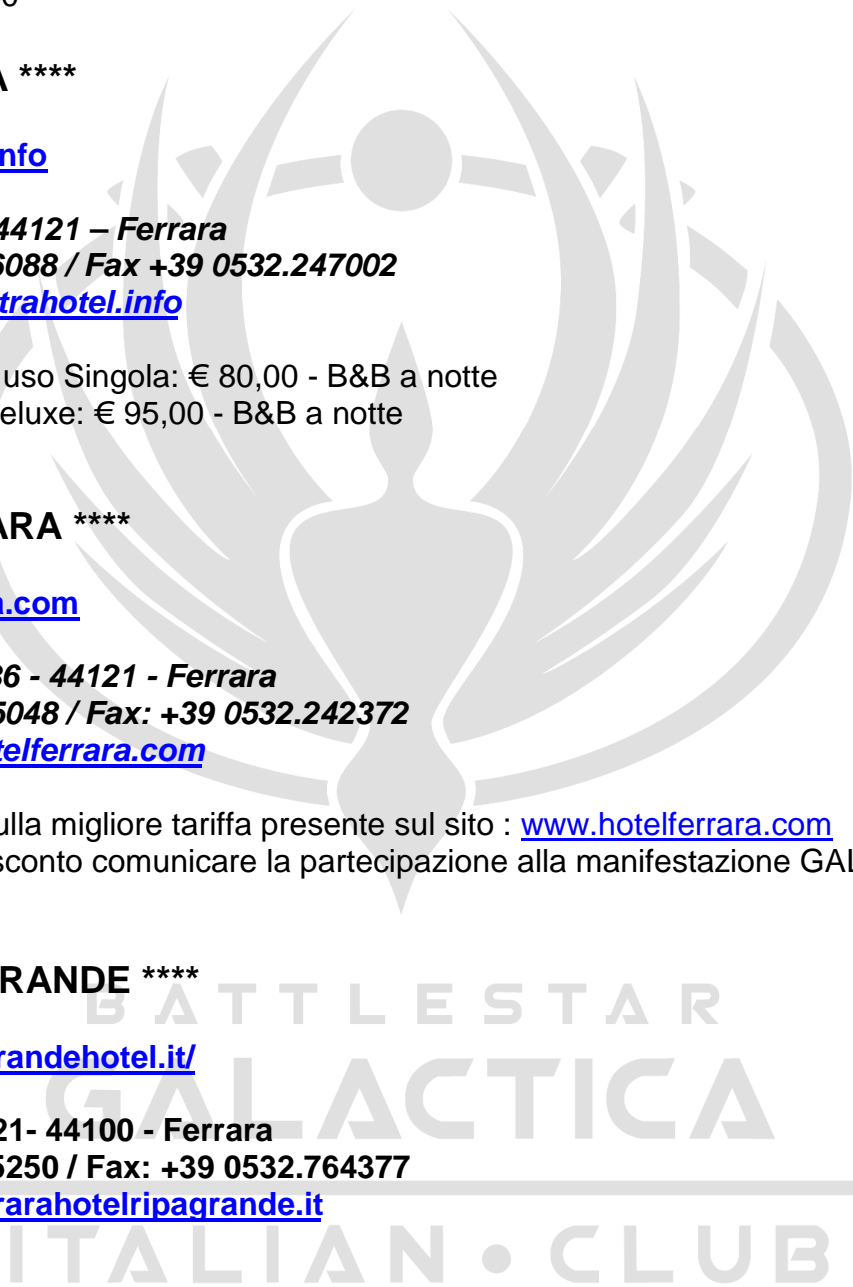 A ****
nfo
44121 – Ferrara
6088 / Fax +39 0532.247002
trahotel.info
uso Singola: € 80,00 - B&B a notte
eluxe: € 95,00 - B&B a notte
ARA ****
a.com
36 - 44121 - Ferrara
5048 / Fax: +39 0532.242372
telferrara.com
ulla migliore tariffa presente sul sito : www.hotelferrara.com
sconto comunicare la partecipazione alla manifestazione GAL
RANDE ****
BATTLESTAR
randehotel.it/
GALACTICA
21- 44100 - Ferrara
5250 / Fax: +39 0532.764377
rarahotelripagrande.it
ITALIAN • CLUB